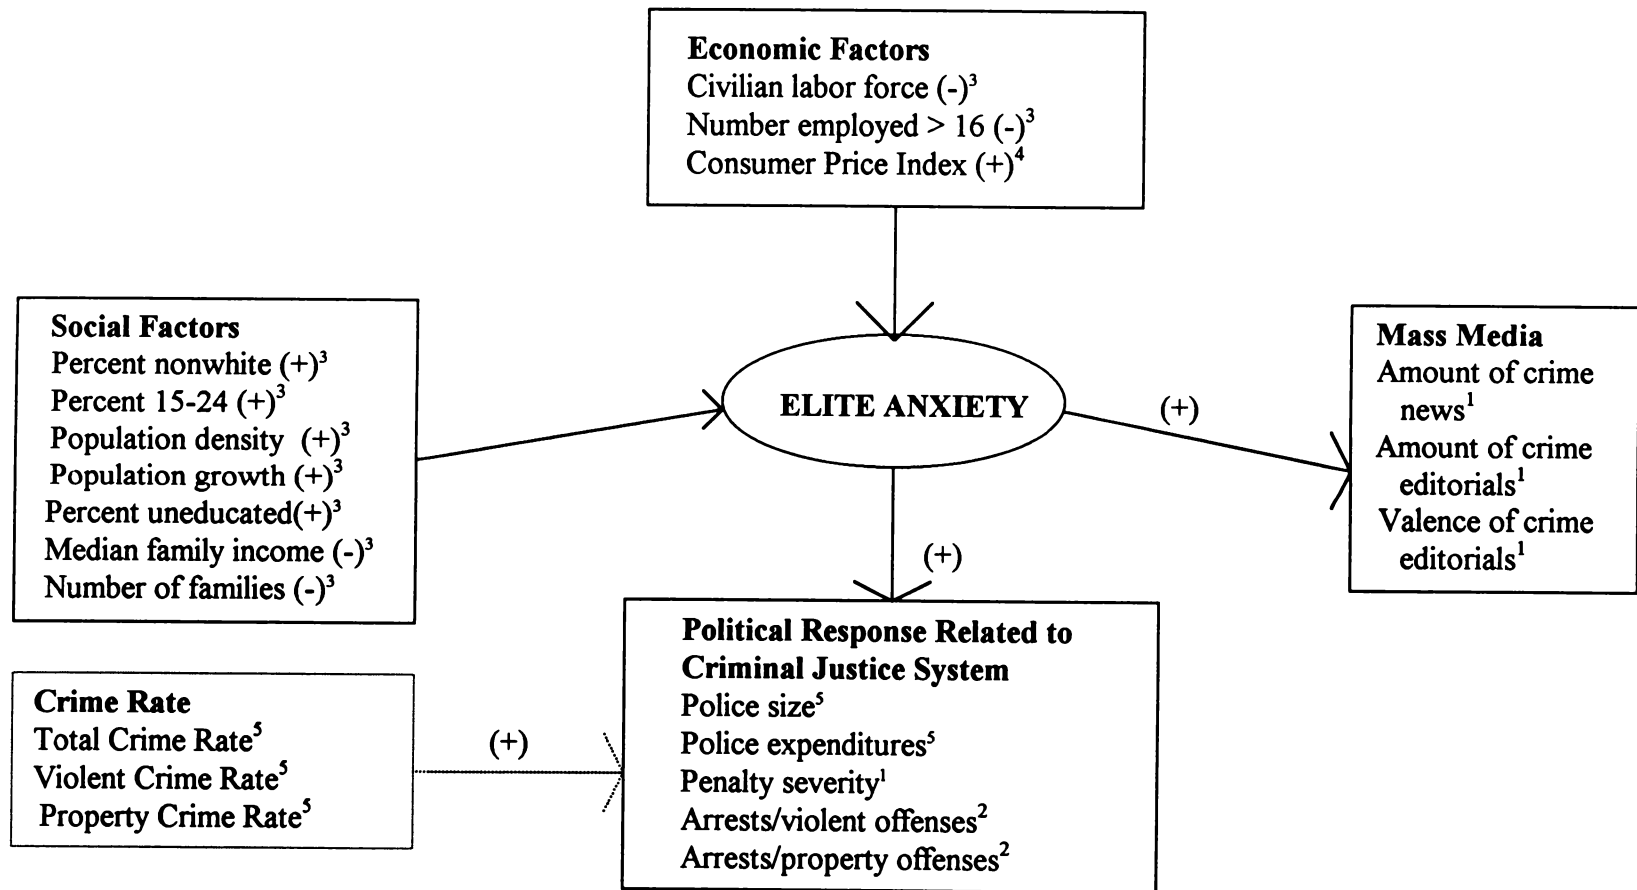 Economic Factors
Civilian labor force (-)³
Number employed > 16 (-)³
Consumer Price Index (+)⁴
Social Factors
Percent nonwhite (+)³
Percent 15-24 (+)³
Population density (+)³
Population growth (+)³
Percent uneducated(+)³
Median family income (-)³
Number of families (-)³
ELITE ANXIETY
(+)
Mass Media
Amount of crime
news¹
Amount of crime
editorials¹
Valence of crime
editorials¹
(+)
Crime Rate
Total Crime Rate⁵
Violent Crime Rate⁵
Property Crime Rate⁵
(+)
Political Response Related to
Criminal Justice System
Police size⁵
Police expenditures⁵
Penalty severity¹
Arrests/violent offenses²
Arrests/property offenses²